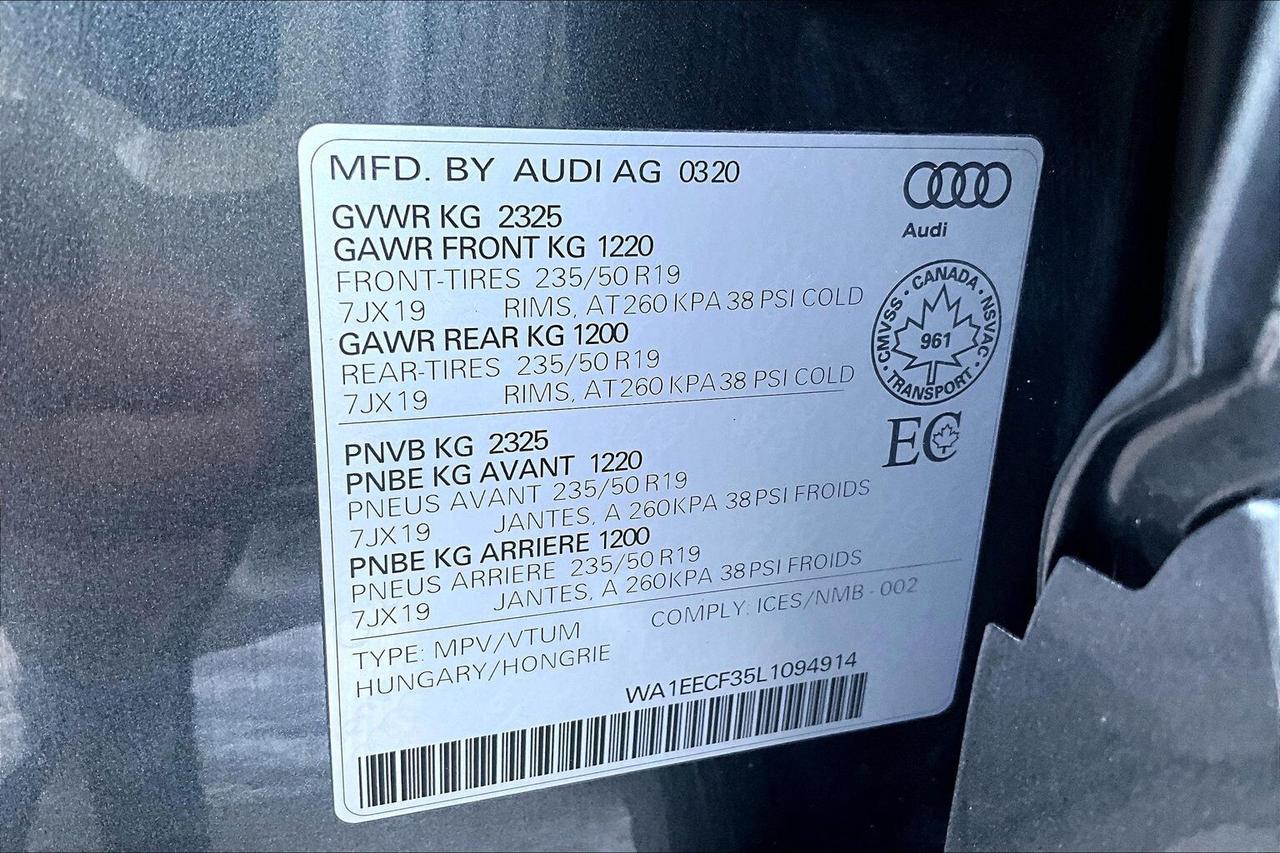 MFD. BY AUDI AG 0320
Audi
GVWR KG 2325
GAWR FRONT KG 1220
FRONT-TIRES 235/50 R19
7JX19 RIMS, AT 260 KPA 38 PSI COLD
GAWR REAR KG 1200
REAR-TIRES 235/50 R19
7JX19 RIMS, AT 260 KPA 38 PSI COLD
CANADA · NSVAC · TRANSPORT · CMVSS ·
961
EC
PNVB KG 2325
PNBE KG AVANT 1220
PNEUS AVANT 235/50 R19
7JX19 JANTES, A 260KPA 38 PSI FROIDS
PNBE KG ARRIERE 1200
PNEUS ARRIERE 235/50 R19
7JX19 JANTES, A 260KPA 38 PSI FROIDS
TYPE: MPV/VTUM COMPLY: ICES/NMB - 002
HUNGARY/HONGRIE
WA1EECF35L1094914